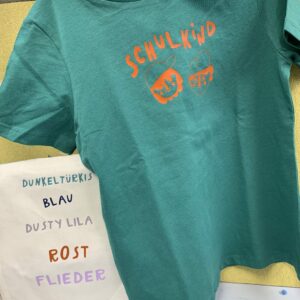 SCHULKIND
DUNKELTÜRKIS
BLAU
DUSTY LILA
ROST
FLIEDER